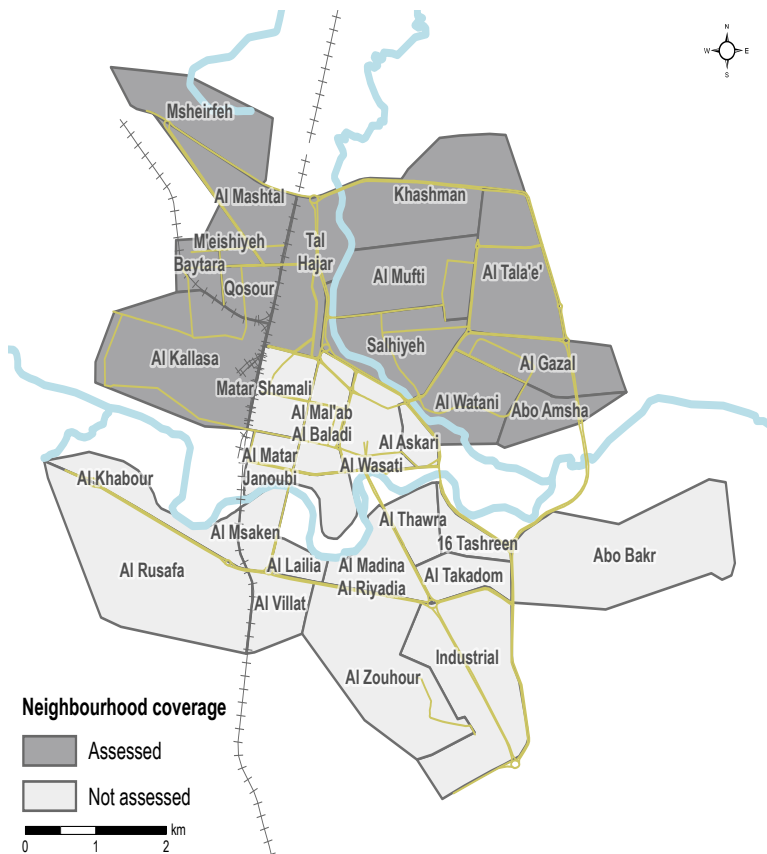 N
W
E
S
Msheirfeh
Al Mashtal
Khashman
M'eishiyeh
Tal
Hajar
Baytara
Al Mufti
Al Tala'e'
Qosour
Al Kallasa
Salhiyeh
Al Gazal
Matar Shamali
Al Watani
Abo Amsha
Al Mal'ab
Al Baladi
Al Askari
Al Matar
Janoubi
Al Wasati
Al Khabour
Al Thawra
Al Msaken
16 Tashreen
Abo Bakr
Al Rusafa
Al Lailia
Al Madina
Al Riyadia
Al Takadom
Al Villat
Industrial
Al Zouhour
Neighbourhood coverage
Assessed
Not assessed
km
0 1 2